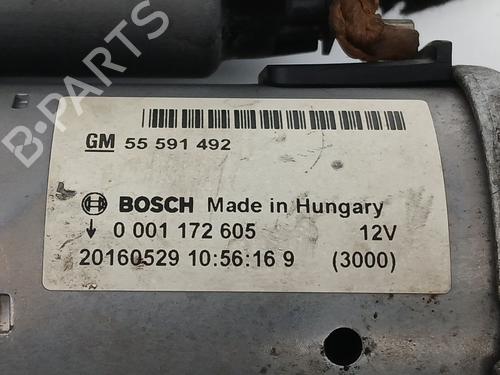 B-PARTS
GM 55 591 492
BOSCH Made in Hungary
0 001 172 605 12V
20160529 10:56:16 9 (3000)